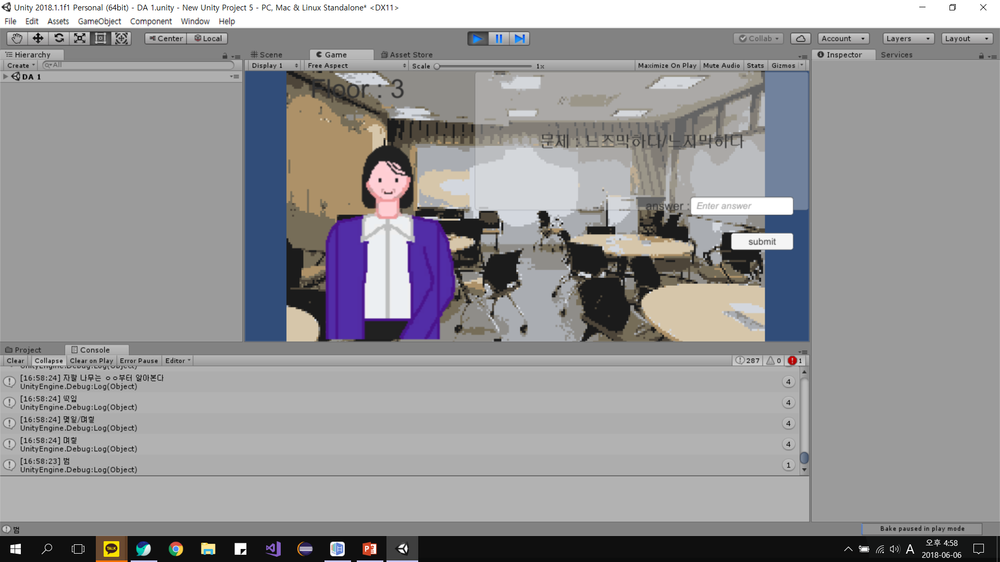 Unity 2018.1.1f1 Personal (64bit) - DA 1.unity - New Unity Project 5 - PC, Mac & Linux Standalone* <DX11>
File Edit Assets GameObject Component Window Help
Center Local
Collab Account Layers Layout
Hierarchy
Scene Game Asset Store
Inspector Services
Create All
Display 1 Free Aspect Scale 1x Maximize On Play Mute Audio Stats Gizmos
DA 1
Floor : 3
문제 : 느즈막하다/느지막하다
answer : Enter answer
submit
Project Console
Clear Collapse Clear on Play Error Pause Editor 287 0 1
UnityEngine.Debug:Log(Object)
[16:58:24] 자랄 나무는 ㅇㅇ부터 알아본다
UnityEngine.Debug:Log(Object) 4
[16:58:24] 떡잎
UnityEngine.Debug:Log(Object) 4
[16:58:24] 몇일/며칠
UnityEngine.Debug:Log(Object) 4
[16:58:24] 며칠
UnityEngine.Debug:Log(Object) 4
[16:58:23] 범
UnityEngine.Debug:Log(Object) 1
범
Bake paused in play mode
TALK
A
오후 4:58
2018-06-06